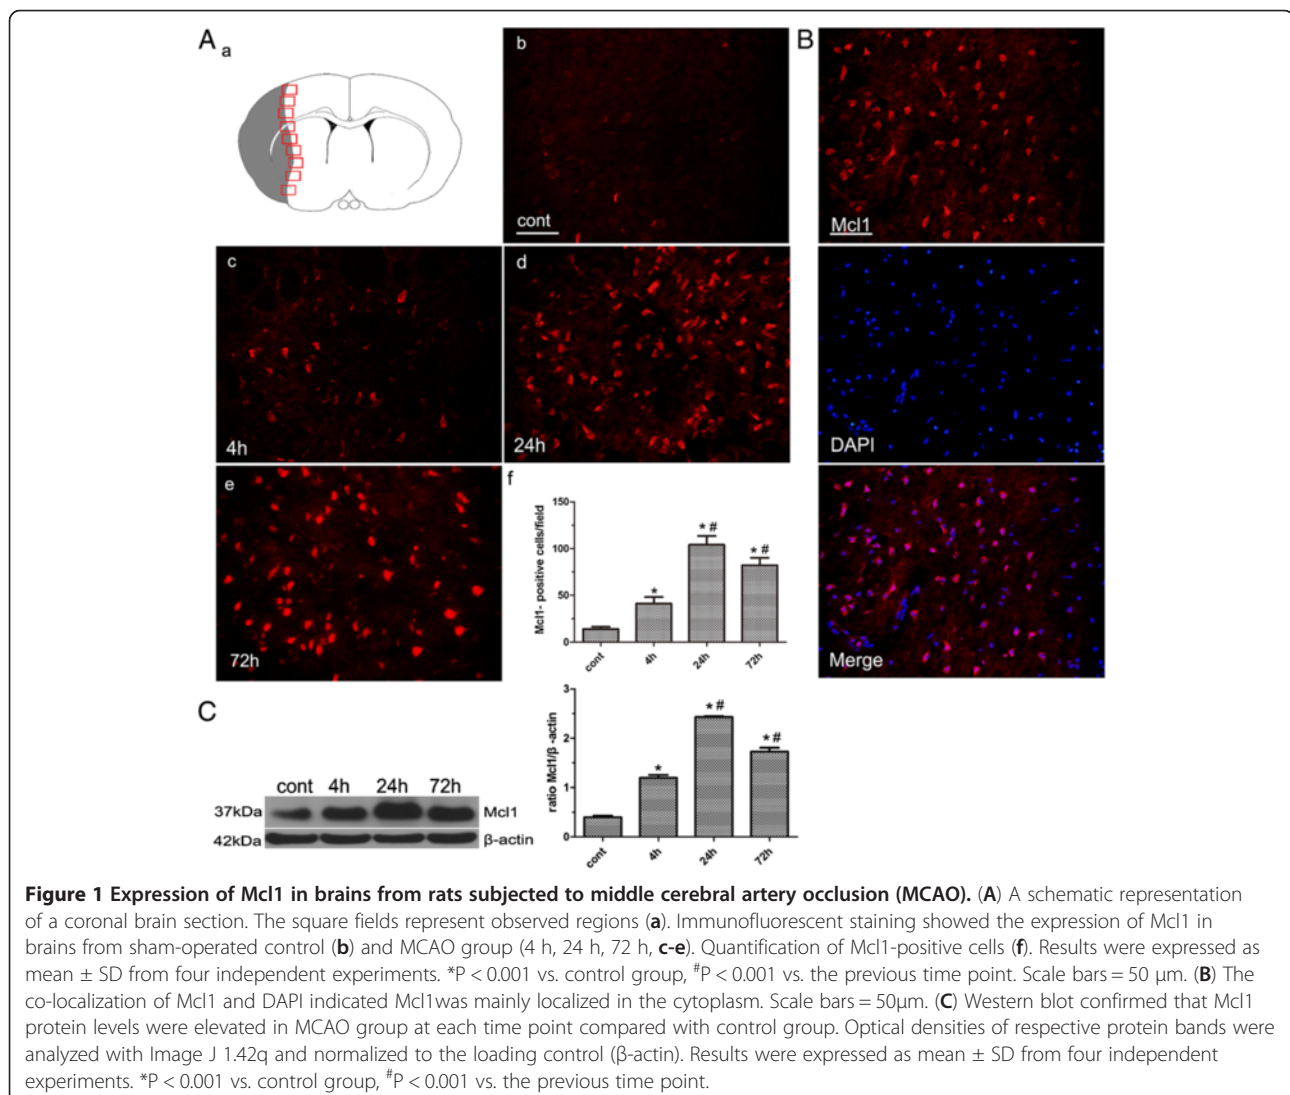 A
a
b
cont
B
Mcl1
c
4h
d
24h
DAPI
e
72h
f
150
100
50
0
Mcl1- positive cells/field
*
* #
* #
cont
4h
24h
72h
Merge
C
cont 4h 24h 72h
37kDa Mcl1
42kDa β-actin
3
2
1
0
ratio Mcl1/β -actin
*
* #
* #
cont
4h
24h
72h
Figure 1 Expression of Mcl1 in brains from rats subjected to middle cerebral artery occlusion (MCAO). (A) A schematic representation
of a coronal brain section. The square fields represent observed regions (a). Immunofluorescent staining showed the expression of Mcl1 in
brains from sham-operated control (b) and MCAO group (4 h, 24 h, 72 h, c-e). Quantification of Mcl1-positive cells (f). Results were expressed as
mean ± SD from four independent experiments. *P < 0.001 vs. control group, #P < 0.001 vs. the previous time point. Scale bars = 50 μm. (B) The
co-localization of Mcl1 and DAPI indicated Mcl1was mainly localized in the cytoplasm. Scale bars = 50μm. (C) Western blot confirmed that Mcl1
protein levels were elevated in MCAO group at each time point compared with control group. Optical densities of respective protein bands were
analyzed with Image J 1.42q and normalized to the loading control (β-actin). Results were expressed as mean ± SD from four independent
experiments. *P < 0.001 vs. control group, #P < 0.001 vs. the previous time point.